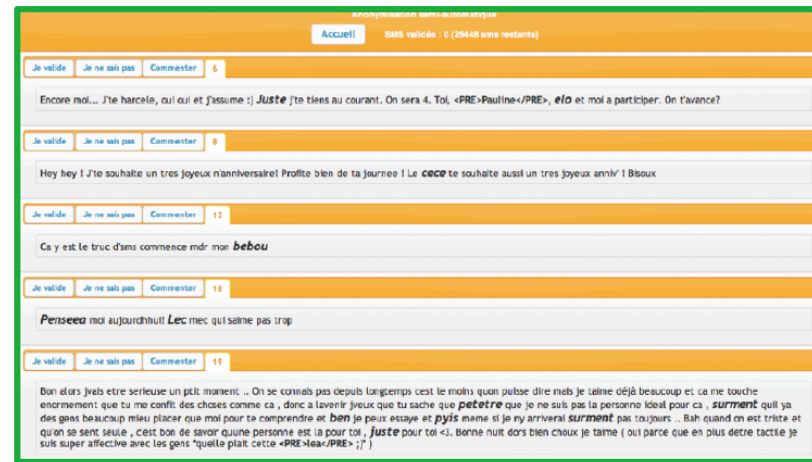 Anonymisation semi-automatique
Accueil SMS validés : 0 (25448 sms restants)
Je valide Je ne sais pas Commenter 6
Encore moi... J'te harcele, oui oui et j'assume :) Juste j'te tiens au courant. On sera 4. Toi, <PRE>Pauline</PRE>, elo et moi a participer. On t'avance?
Je valide Je ne sais pas Commenter 8
Hey hey ! J'te souhaite un tres joyeux n'anniversaire! Profite bien de ta journee ! Le cece te souhaite aussi un tres joyeux anniv' ! Bisoux
Je valide Je ne sais pas Commenter 12
Ca y est le truc d'sms commence mdr mon bebou
Je valide Je ne sais pas Commenter 18
Penseea moi aujourdhhui! Lec mec qui saime pas trop
Je valide Je ne sais pas Commenter 19
Bon alors jvais etre serieuse un ptit moment .. On se connais pas depuis longtemps cest le moins quon puisse dire mais je taime déjà beaucoup et ca me touche
enormement que tu me confit des choses comme ca , donc a lavenir jveux que tu sache que petetre que je ne suis pas la personne ideal pour ca , surment quil ya
des gens beaucoup mieu placer que moi pour te comprendre et ben je peux essaye et pyis meme si je ny arriverai surment pas toujours .. Bah quand on est triste et
qu'on se sent seule , cest bon de savoir quune personne est la pour toi , juste pour toi <3. Bonne nuit dors bien choux je taime ( oui parce que en plus detre tactile je
suis super affective avec les gens "quelle plait cette <PRE>lea</PRE> ;)" )